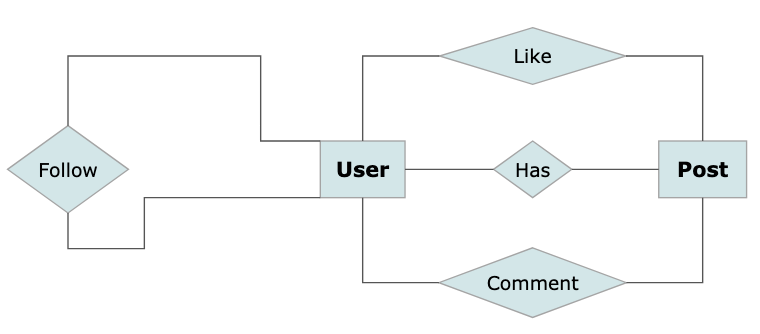 Like
Follow
User
Has
Post
Comment